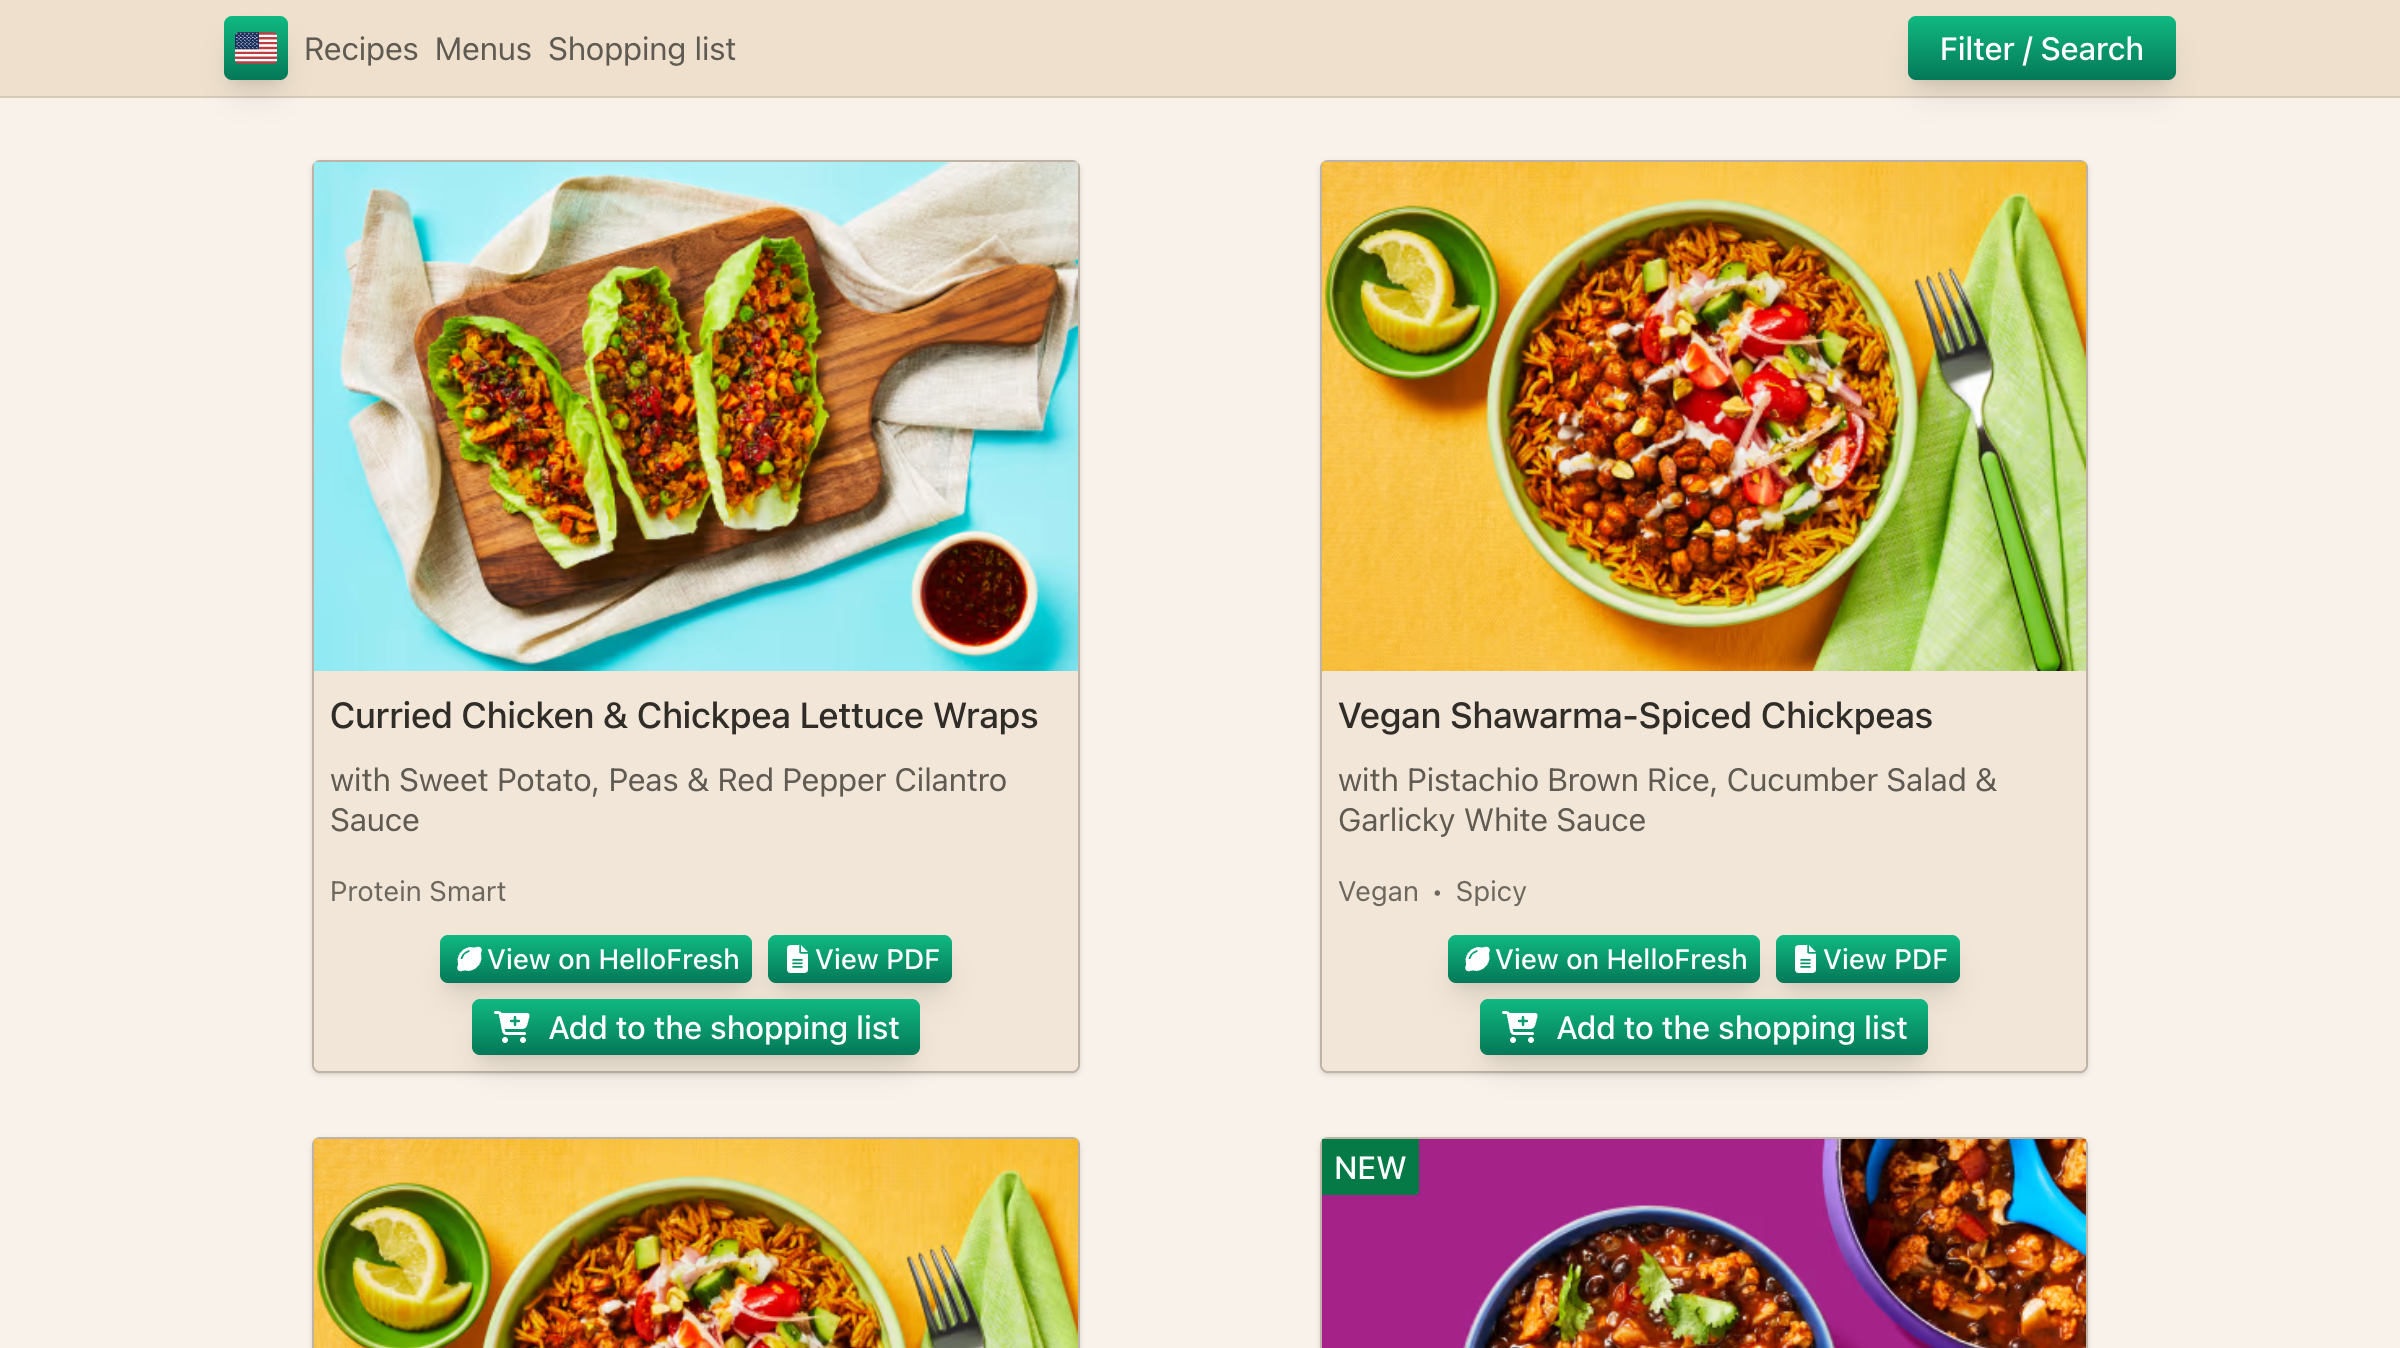 Recipes Menus Shopping list
Filter / Search
Curried Chicken & Chickpea Lettuce Wraps
with Sweet Potato, Peas & Red Pepper Cilantro
Sauce
Protein Smart
View on HelloFresh
View PDF
Add to the shopping list
Vegan Shawarma-Spiced Chickpeas
with Pistachio Brown Rice, Cucumber Salad &
Garlicky White Sauce
Vegan • Spicy
View on HelloFresh
View PDF
Add to the shopping list
NEW